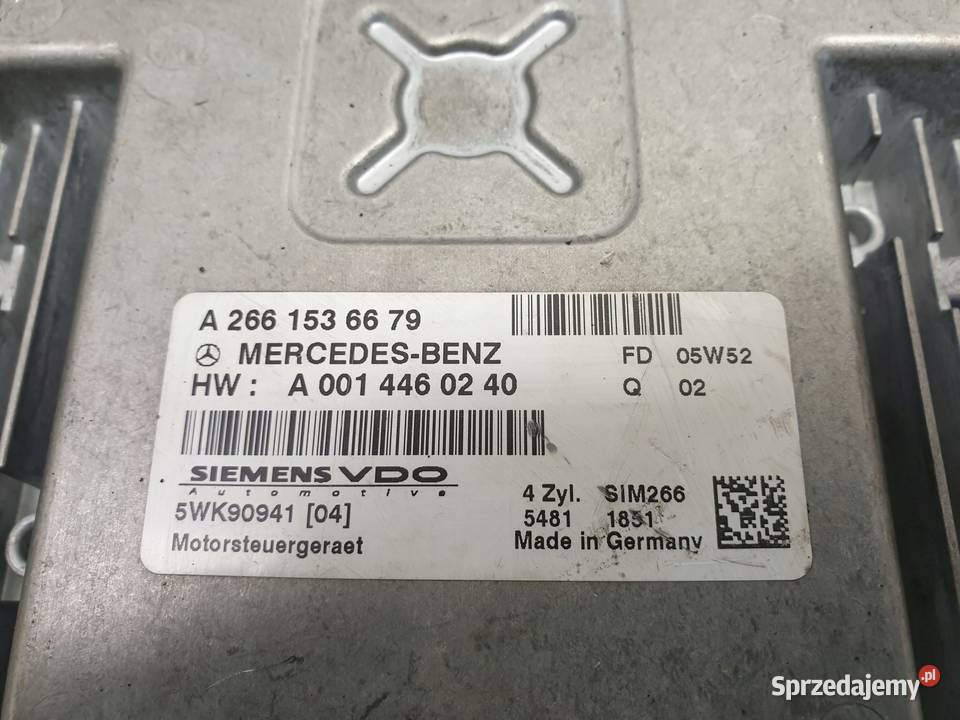 A 266 153 66 79
MERCEDES-BENZ FD 05W52
HW : A 001 446 02 40 Q 02
SIEMENS VDO
Automotive
5WK90941 [04] 4 Zyl. SIM266
5481 1851
Motorsteuergeraet Made in Germany
Sprzedajemy.pl